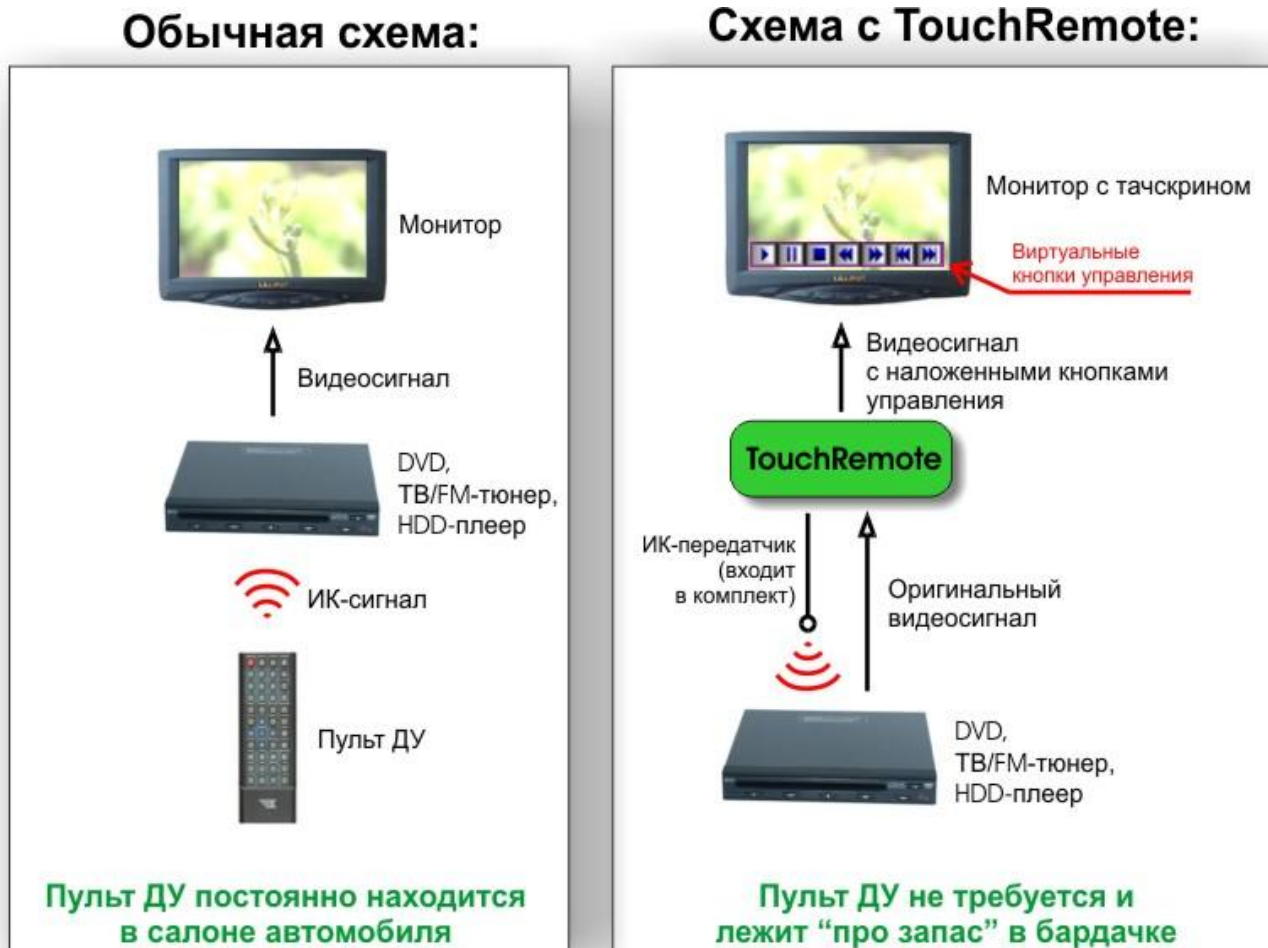 Обычная схема:
Монитор
Видеосигнал
DVD,
ТВ/FM-тюнер,
HDD-плеер
ИК-сигнал
Пульт ДУ
Пульт ДУ постоянно находится
в салоне автомобиля
Схема с TouchRemote:
Монитор с тачскрином
Виртуальные
кнопки управления
Видеосигнал
с наложенными кнопками
управления
TouchRemote
ИК-передатчик
(входит
в комплект)
Оригинальный
видеосигнал
DVD,
ТВ/FM-тюнер,
HDD-плеер
Пульт ДУ не требуется и
лежит “про запас” в бардачке